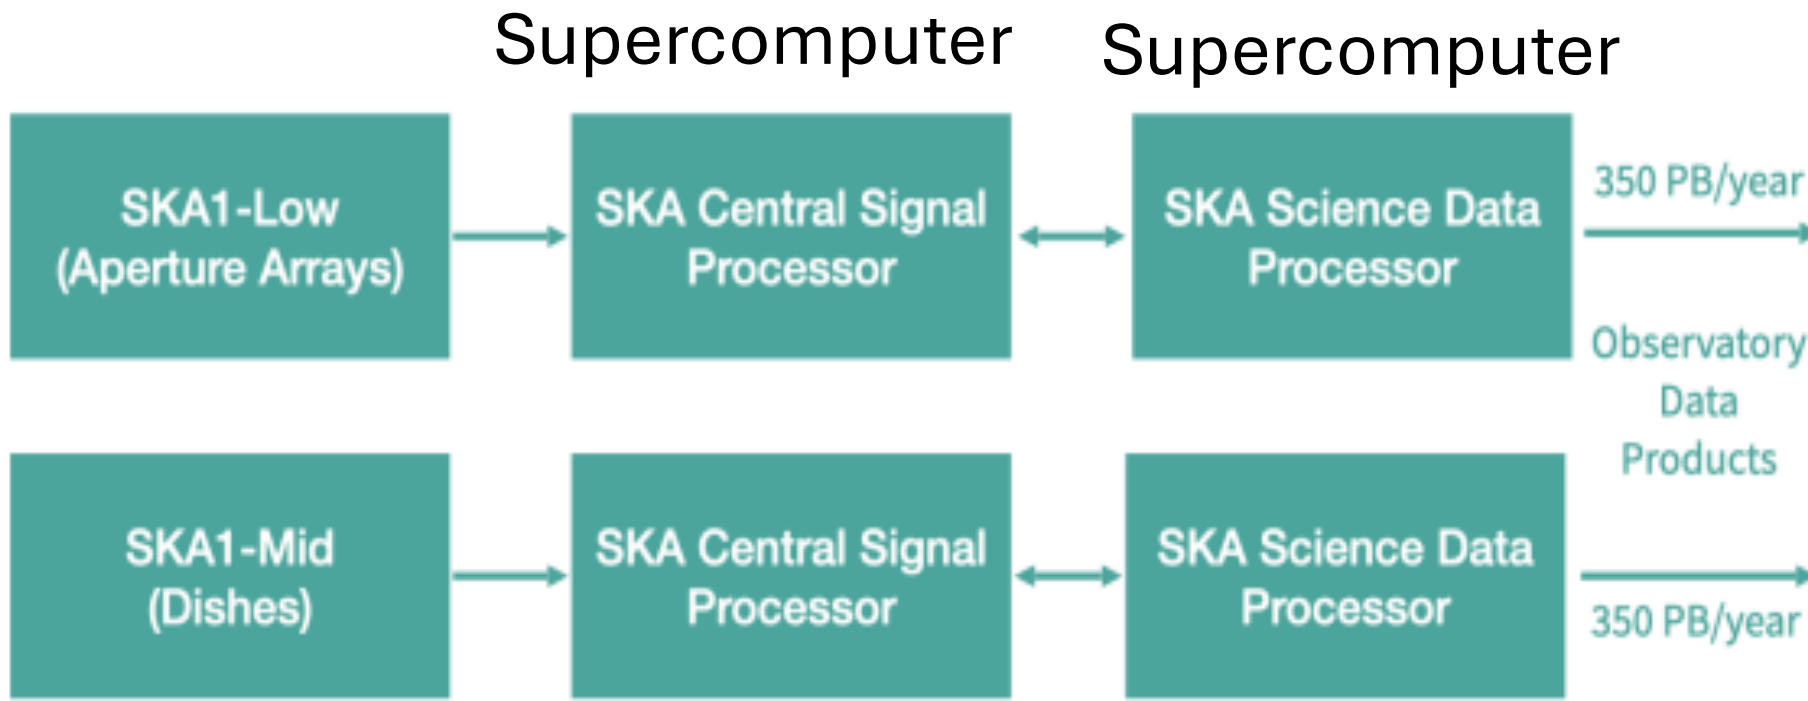 Supercomputer
Supercomputer
SKA1-Low
(Aperture Arrays)
SKA Central Signal
Processor
SKA Science Data
Processor
350 PB/year
Observatory
Data
Products
SKA1-Mid
(Dishes)
SKA Central Signal
Processor
SKA Science Data
Processor
350 PB/year